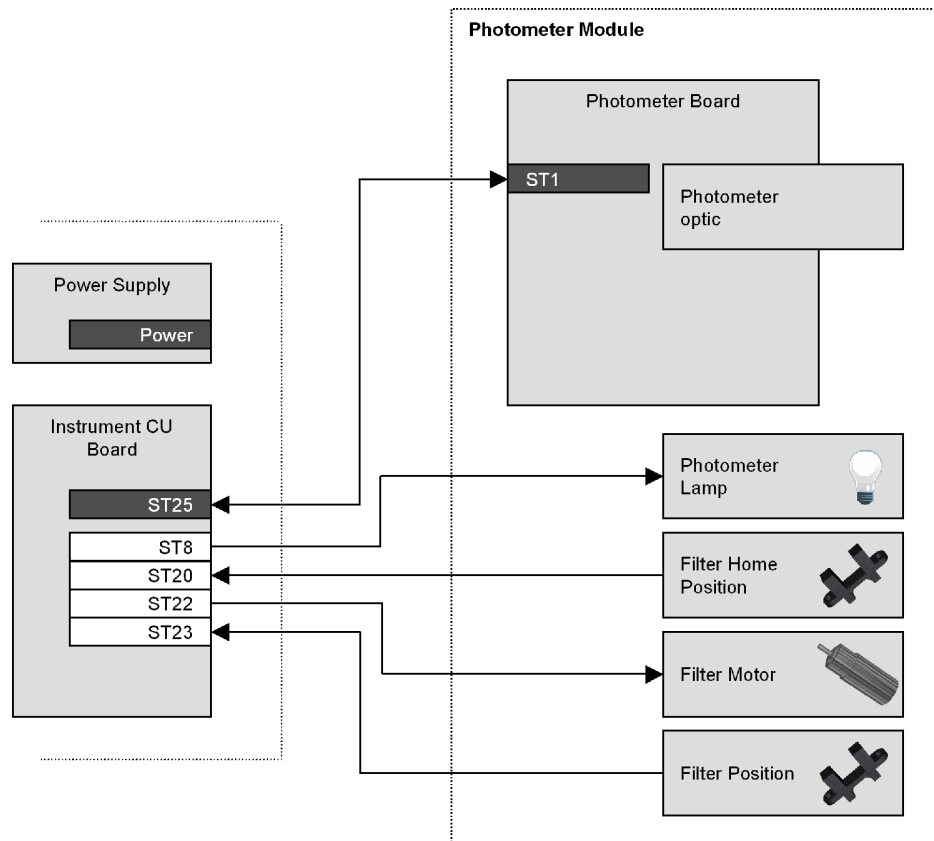 Photometer Module
Photometer Board
ST1
Photometer
optic
Power Supply
Power
Instrument CU
Board
ST25
ST8
ST20
ST22
ST23
Photometer
Lamp
Filter Home
Position
Filter Motor
Filter Position